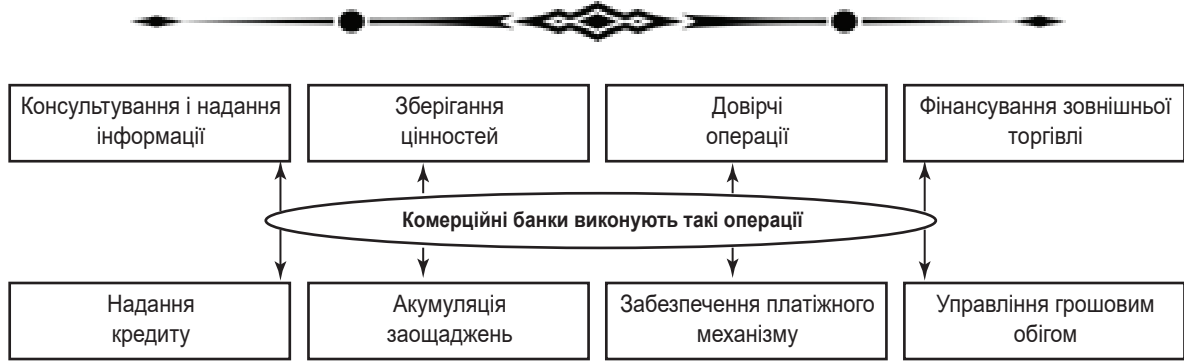 Консультування і надання
інформації
Зберігання
цінностей
Довірчі
операції
Фінансування зовнішньої
торгівлі
Комерційні банки виконують такі операції
Надання
кредиту
Акумуляція
заощаджень
Забезпечення платіжного
механізму
Управління грошовим
обігом